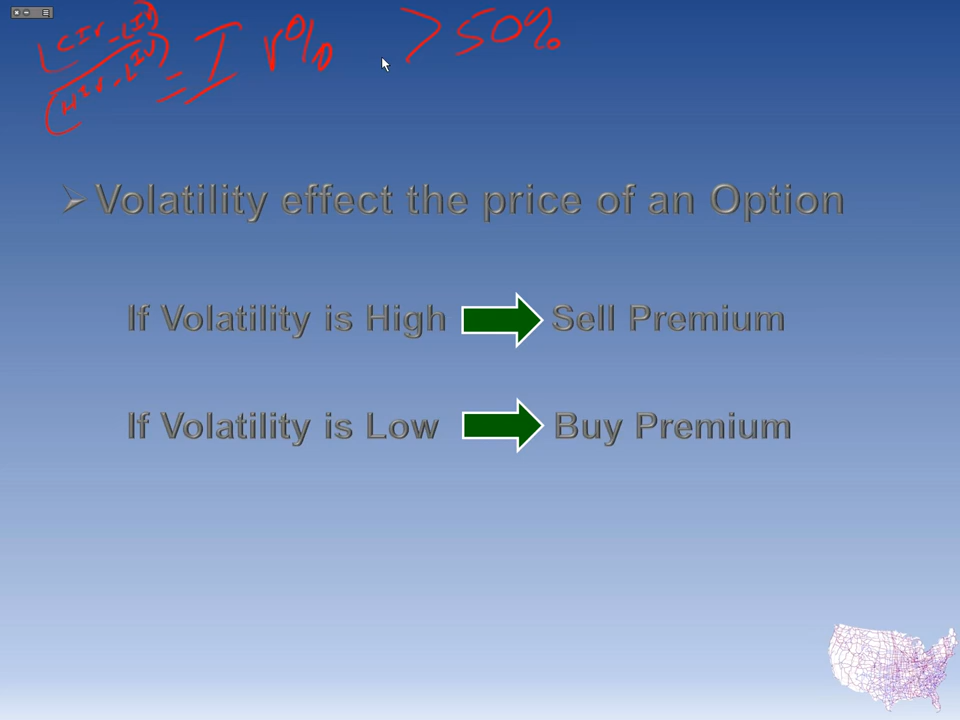 (CIV-LIV)
(HIV-LIV)
= IV% >50%
Volatility effect the price of an Option
If Volatility is High Sell Premium
If Volatility is Low Buy Premium